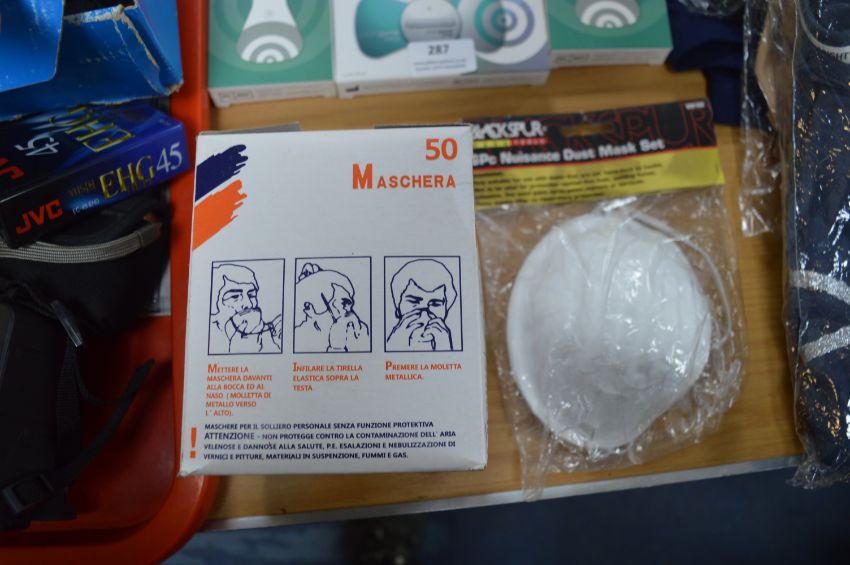 287
EHG
45
JVC
EHG 45
50
MASCHERA
METTERE LA
MASCHERA DAVANTI
ALLA BOCCA ED AL
NASO ( MOLLETTA DI
METALLO VERSO
L´ ALTO).
INFILARE LA TIRELLA
ELASTICA SOPRA LA
TESTA.
PREMERE LA MOLETTA
METALLICA.
!
MASCHERE PER IL SOLLIERO PERSONALE SENZA FUNZIONE PROTEKTIVA
ATTENZIONE - NON PROTEGGE CONTRO LA CONTAMINAZIONE DELL´ ARIA
VELENOSE E DANNOSE ALLA SALUTE, P.E. ESALAZIONI E NEBULIZZAZIONI DI
VERNICI E PITTURE, MATERIALI IN SUSPENZIONE, FUMMI E GAS.
5Pc Nuisance Dust Mask Set